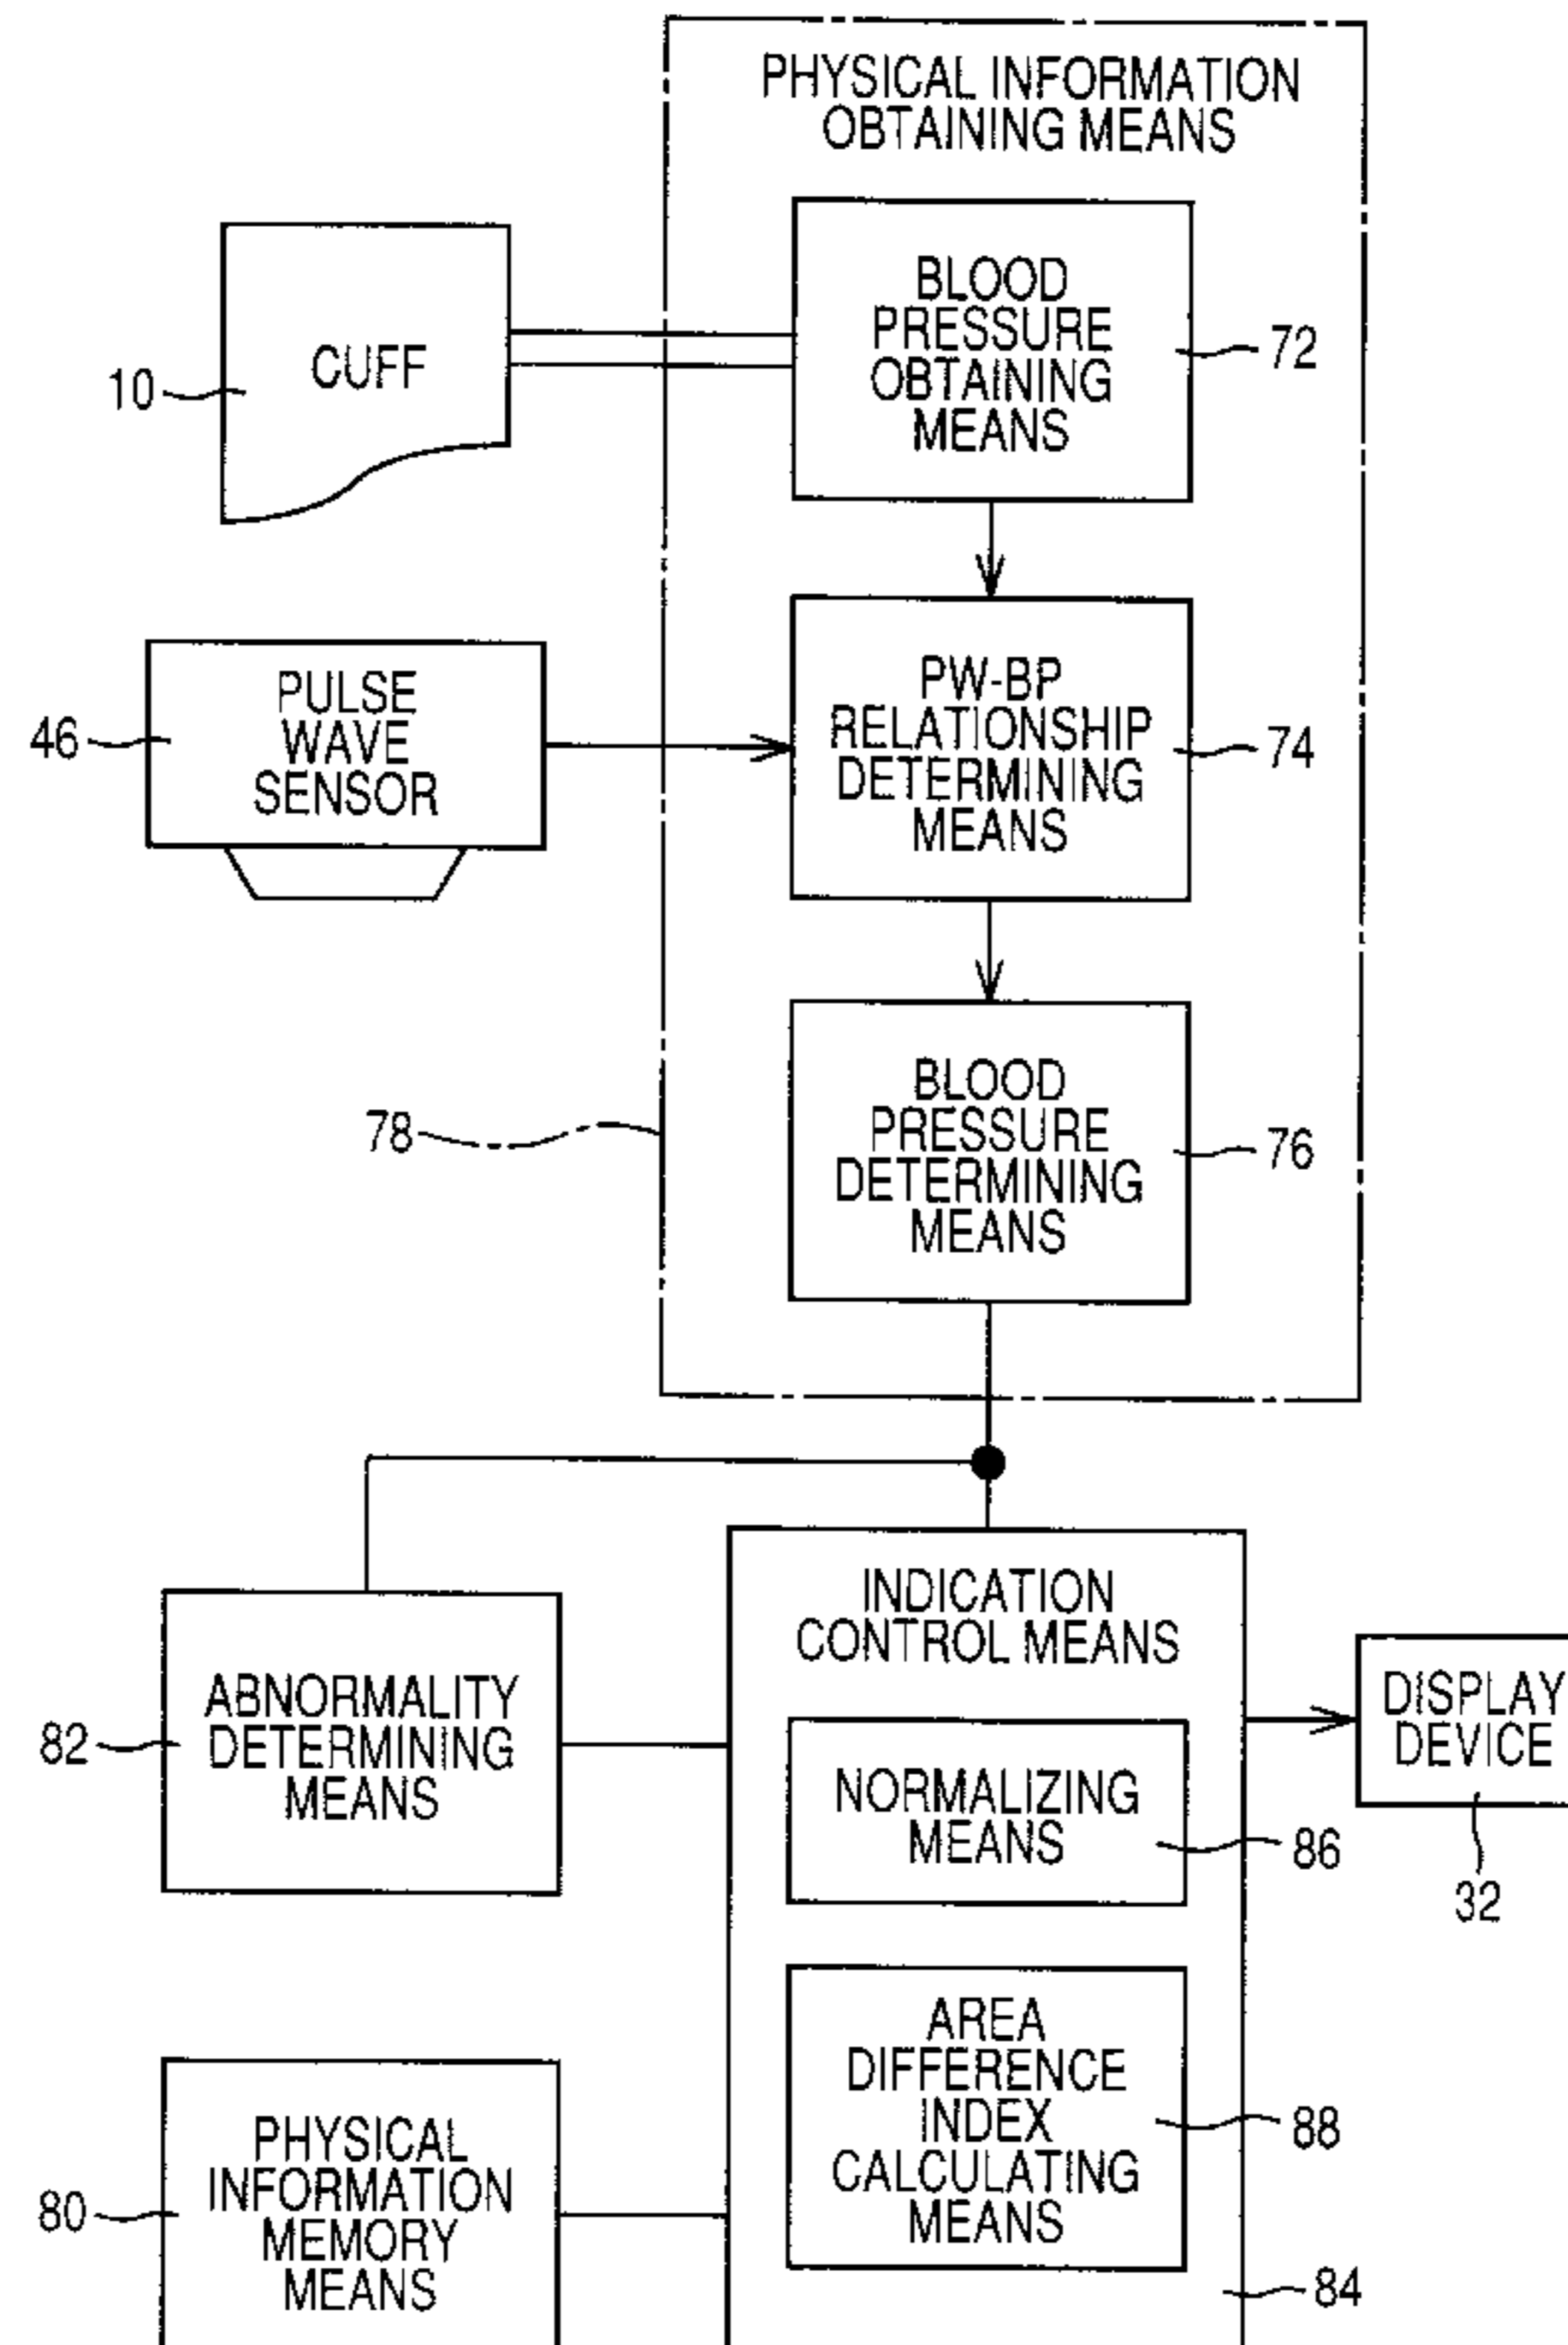 PHYSICAL INFORMATION
OBTAINING MEANS
BLOOD
PRESSURE
OBTAINING
MEANS
72
CUFF
10
PW-BP
RELATIONSHIP
DETERMINING
MEANS
74
PULSE
WAVE
SENSOR
46
BLOOD
PRESSURE
DETERMINING
MEANS
76
78
INDICATION
CONTROL MEANS
ABNORMALITY
DETERMINING
MEANS
82
NORMALIZING
MEANS
86
DISPLAY
DEVICE
32
AREA
DIFFERENCE
INDEX
CALCULATING
MEANS
88
PHYSICAL
INFORMATION
MEMORY
MEANS
80
84